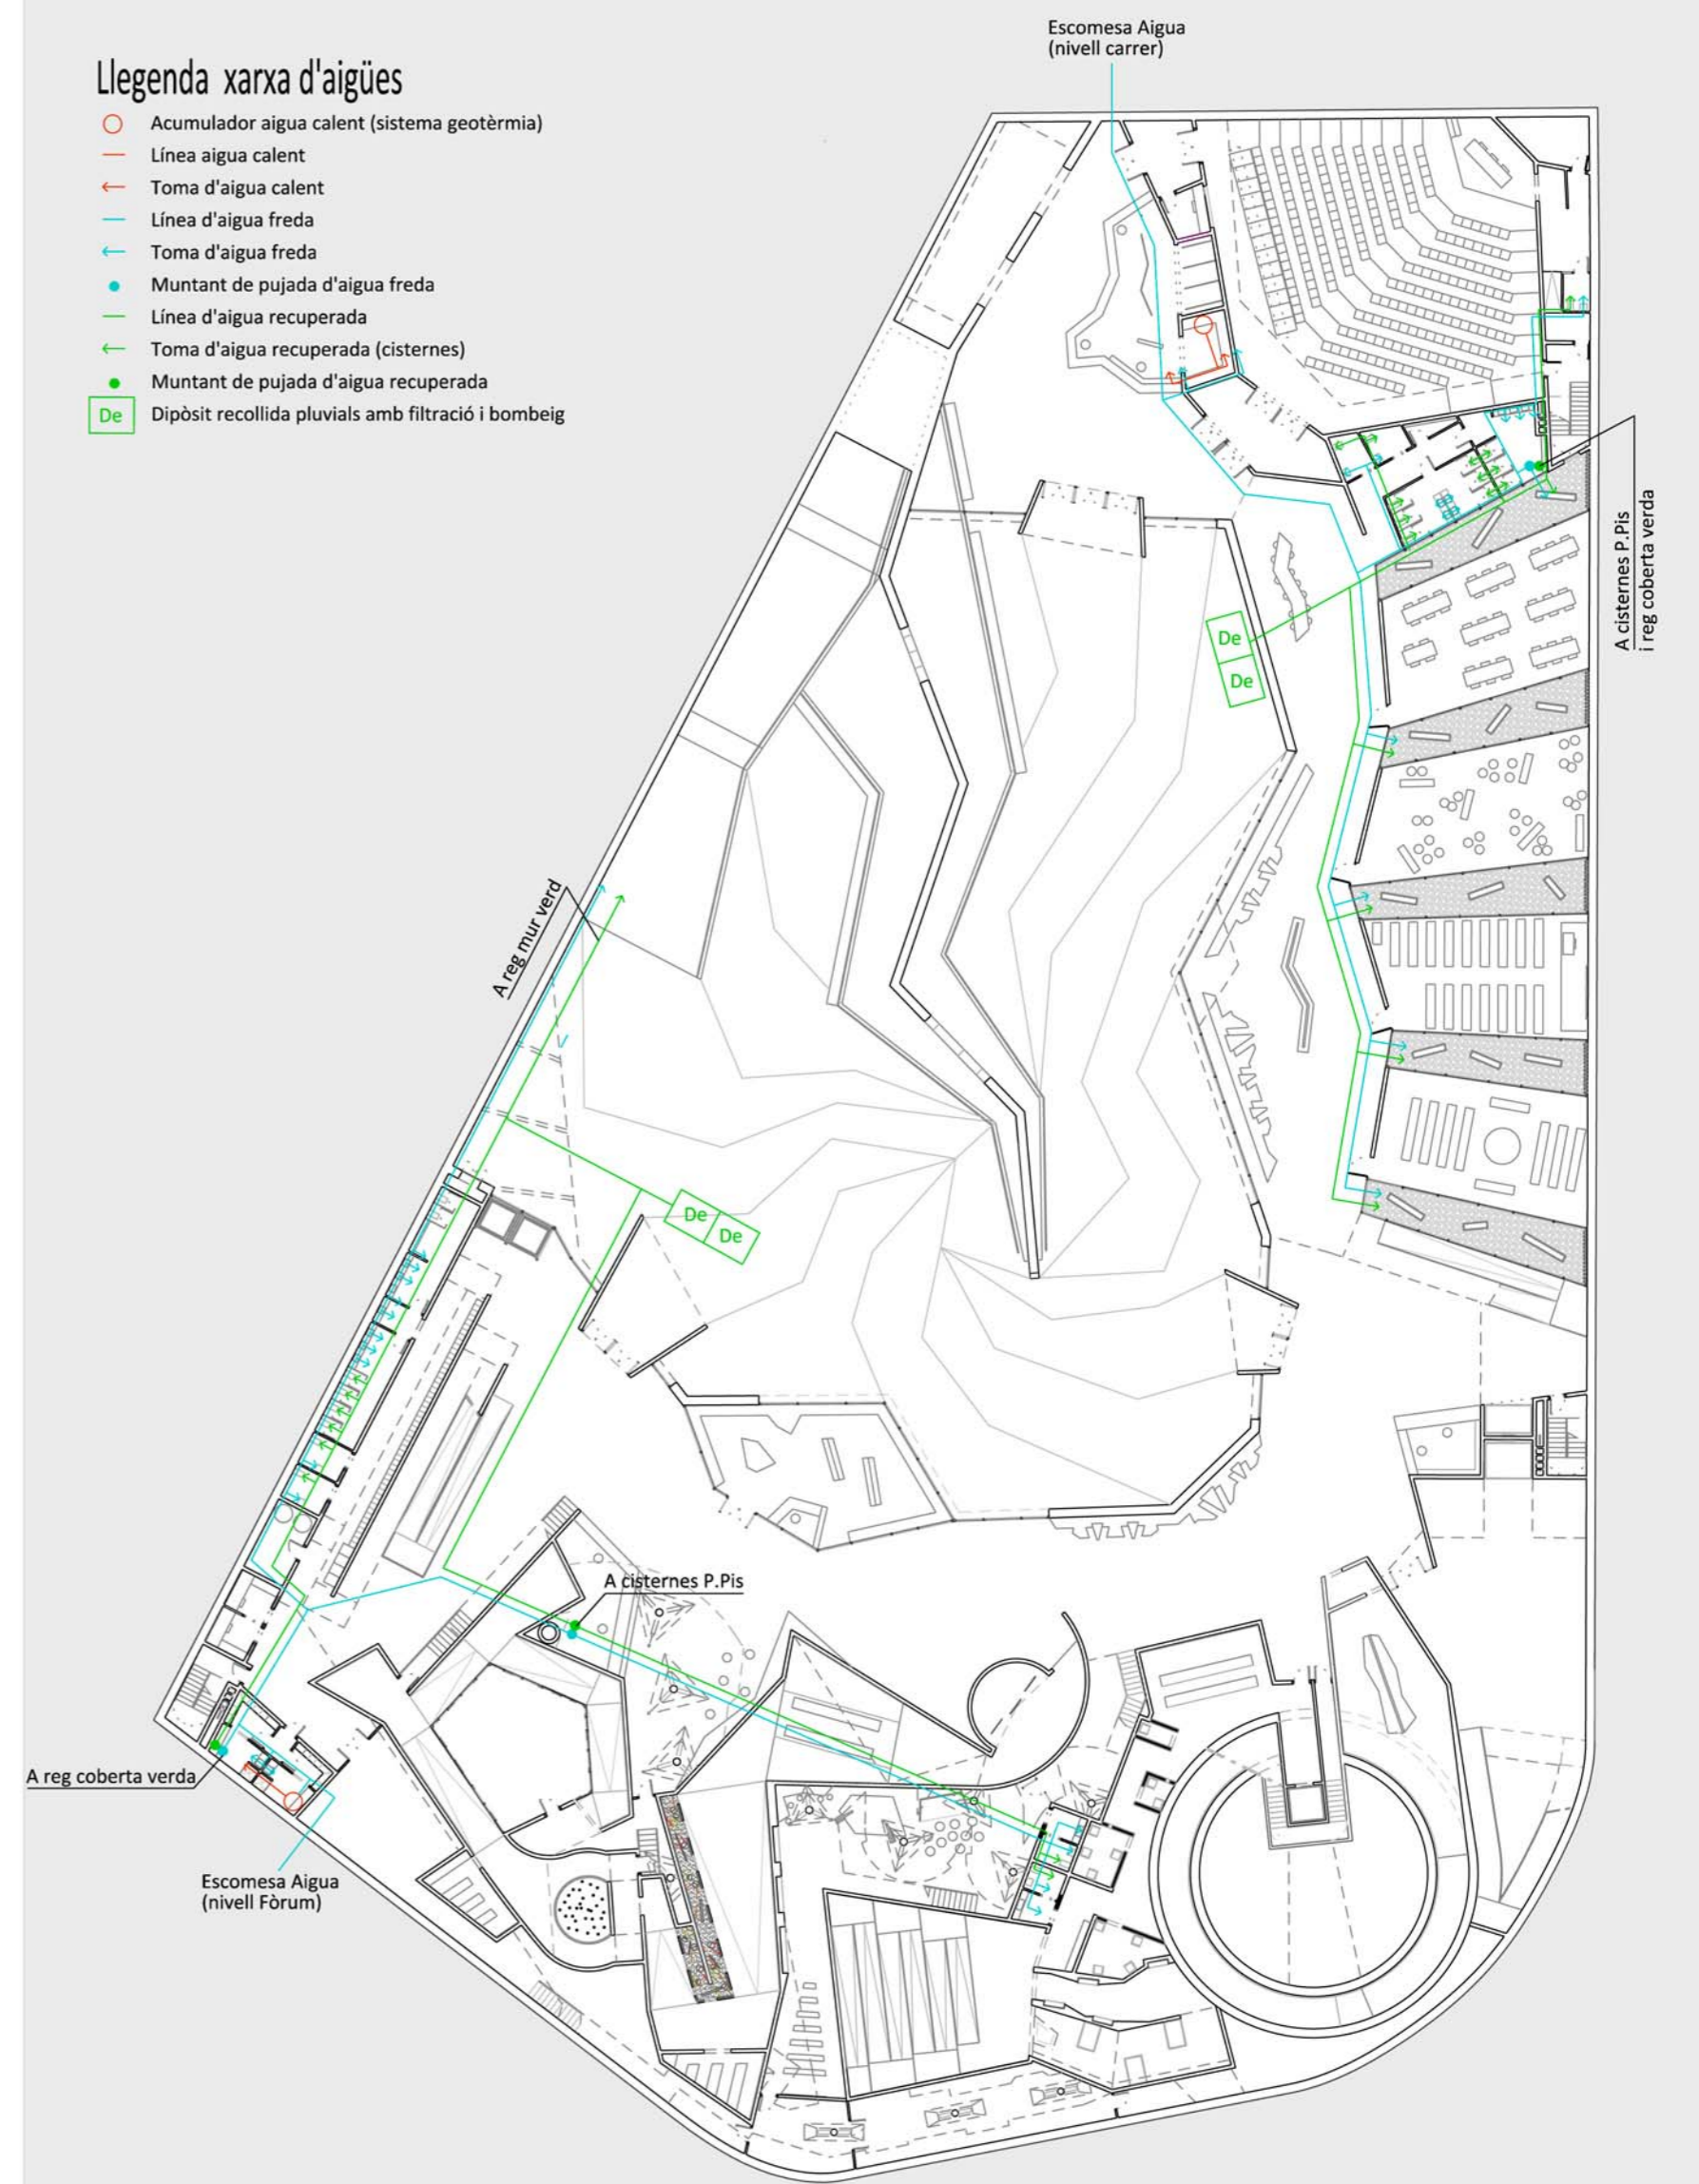 Escomesa Aigua
(nivell carrer)
Llegenda xarxa d'aigües
Acumulador aigua calent (sistema geotèrmia)
Línea aigua calent
Toma d'aigua calent
Línea d'aigua freda
Toma d'aigua freda
Muntant de pujada d'aigua freda
Línea d'aigua recuperada
Toma d'aigua recuperada (cisternes)
Muntant de pujada d'aigua recuperada
De
Dipòsit recollida pluvials amb filtració i bombeig
A cisternes P.Pis
i reg coberta verda
De
De
A reg mur verd
De
De
A cisternes P.Pis
A reg coberta verda
Escomesa Aigua
(nivell Fòrum)